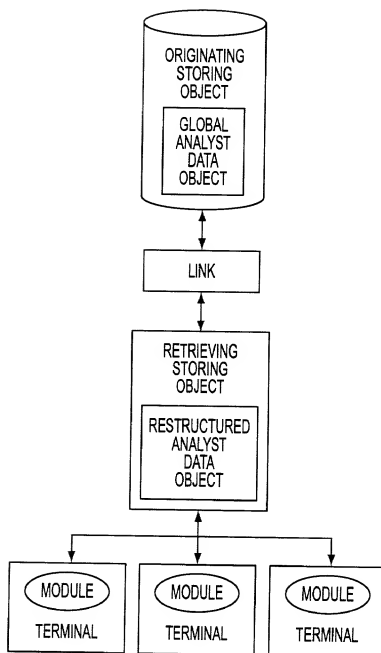 ORIGINATING
STORING
OBJECT
GLOBAL
ANALYST
DATA
OBJECT
LINK
RETRIEVING
STORING
OBJECT
RESTRUCTURED
ANALYST
DATA
OBJECT
MODULE
TERMINAL
MODULE
TERMINAL
MODULE
TERMINAL